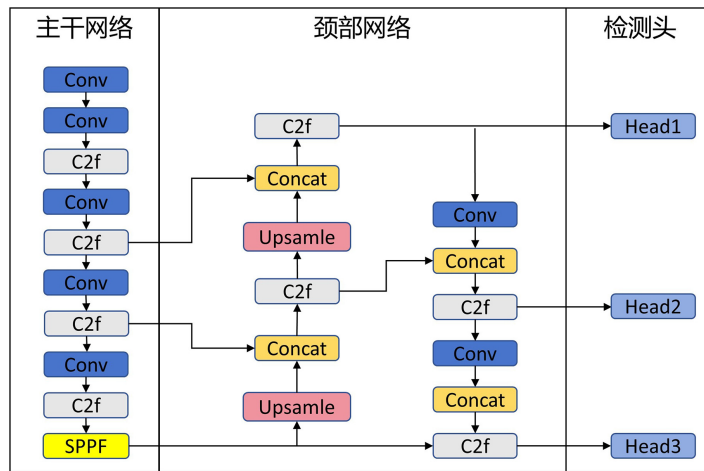 主干网络
颈部网络
检测头
Conv
Conv
C2f
Conv
C2f
Conv
C2f
Conv
C2f
SPPF
C2f
Concat
Upsamle
C2f
Concat
Upsamle
Conv
Concat
C2f
Conv
Concat
C2f
Head1
Head2
Head3